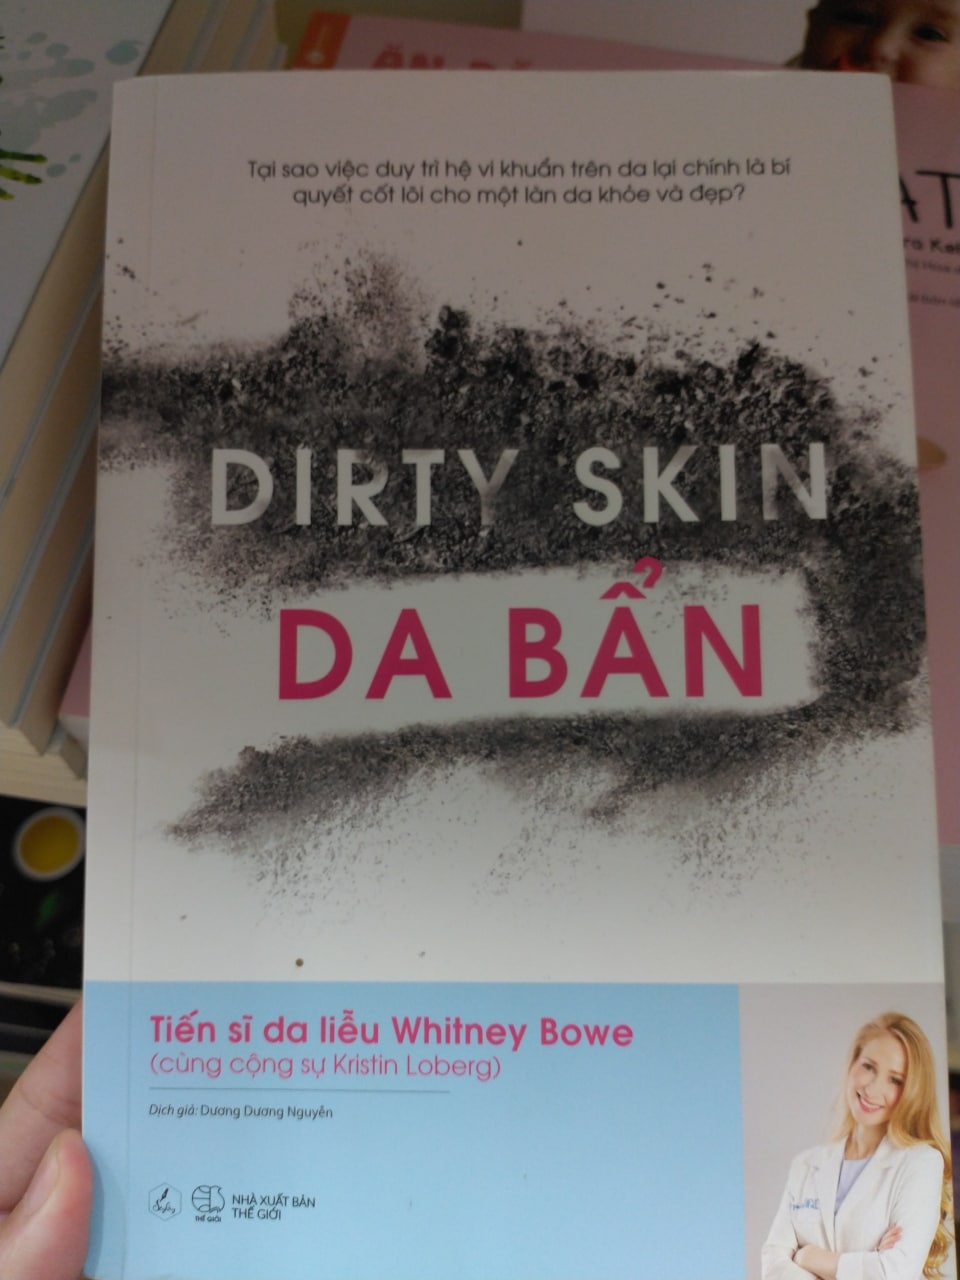 Tại sao việc duy trì hệ vi khuẩn trên da lại chính là bí
quyết cốt lõi cho một làn da khỏe và đẹp?
DIRTY SKIN
DA BẨN
Tiến sĩ da liễu Whitney Bowe
(cùng cộng sự Kristin Loberg)
Dịch giả: Dương Dương Nguyễn
THẾ GIỚI
NHÀ XUẤT BẢN
THẾ GIỚI